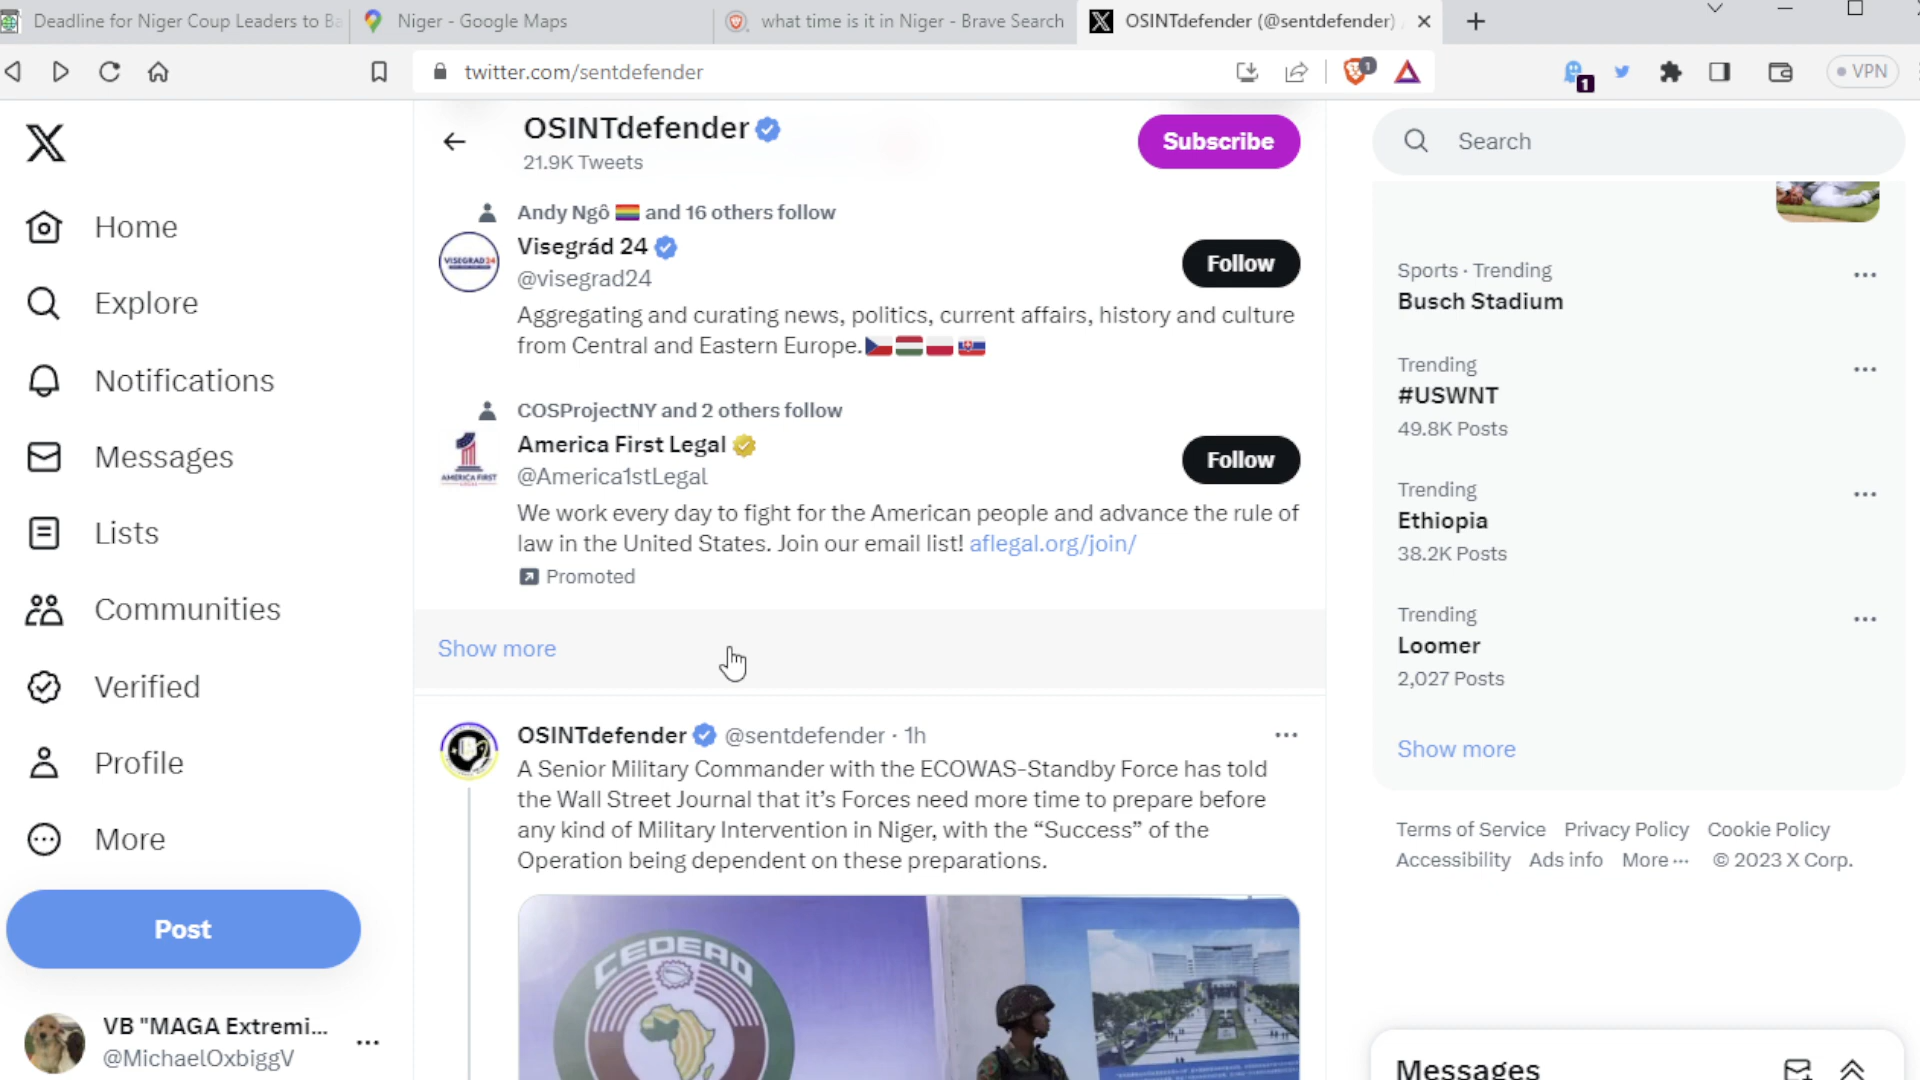 Deadline for Niger Coup Leaders to Ba
Niger - Google Maps
what time is it in Niger - Brave Search
OSINTdefender (@sentdefender)
twitter.com/sentdefender
1
1
VPN
X
Home
Explore
Notifications
Messages
Lists
Communities
Verified
Profile
More
Post
VB "MAGA Extremi...
@MichaelOxbiggV
OSINTdefender
21.9K Tweets
Subscribe
Andy Ngô 🏳️‍🌈 and 16 others follow
VISEGRAD24
Visegrád 24
@visegrad24
Follow
Aggregating and curating news, politics, current affairs, history and culture
from Central and Eastern Europe.🇨🇿🇭🇺🇵🇱🇸🇰
COSProjectNY and 2 others follow
1
AMERICA FIRST
America First Legal
@America1stLegal
Follow
We work every day to fight for the American people and advance the rule of
law in the United States. Join our email list! aflegal.org/join/
Promoted
Show more
OSINTdefender @sentdefender · 1h
A Senior Military Commander with the ECOWAS-Standby Force has told
the Wall Street Journal that it’s Forces need more time to prepare before
any kind of Military Intervention in Niger, with the “Success” of the
Operation being dependent on these preparations.
CEDEAO
Search
Sports · Trending
Busch Stadium
Trending
#USWNT
49.8K Posts
Trending
Ethiopia
38.2K Posts
Trending
Loomer
2,027 Posts
Show more
Terms of Service Privacy Policy Cookie Policy
Accessibility Ads info More ··· © 2023 X Corp.
Messages